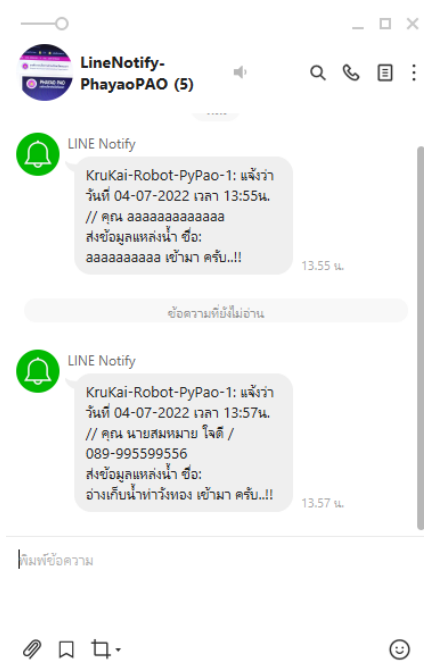 LineNotify-
PhayaoPAO (5)
LINE Notify
KruKai-Robot-PyPao-1: แจ้งว่า
วันที่ 04-07-2022 เวลา 13:55น.
// คุณ aaaaaaaaaaaaa
ส่งข้อมูลแหล่งน้ำ ชื่อ:
aaaaaaaaaa เข้ามา ครับ..!!
13.55 น.
ข้อความที่ยังไม่อ่าน
LINE Notify
KruKai-Robot-PyPao-1: แจ้งว่า
วันที่ 04-07-2022 เวลา 13:57น.
// คุณ นายสมหมาย ใจดี /
089-995599556
ส่งข้อมูลแหล่งน้ำ ชื่อ:
อ่างเก็บน้ำห่าวังทอง เข้ามา ครับ..!!
13.57 น.
พิมพ์ข้อความ